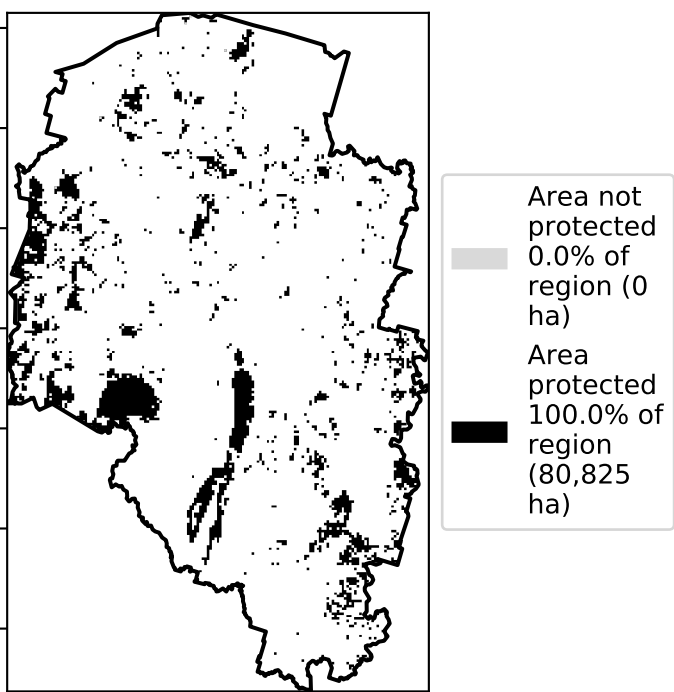 Area not
protected
0.0% of
region (0
ha)
Area
protected
100.0% of
region
(80,825
ha)